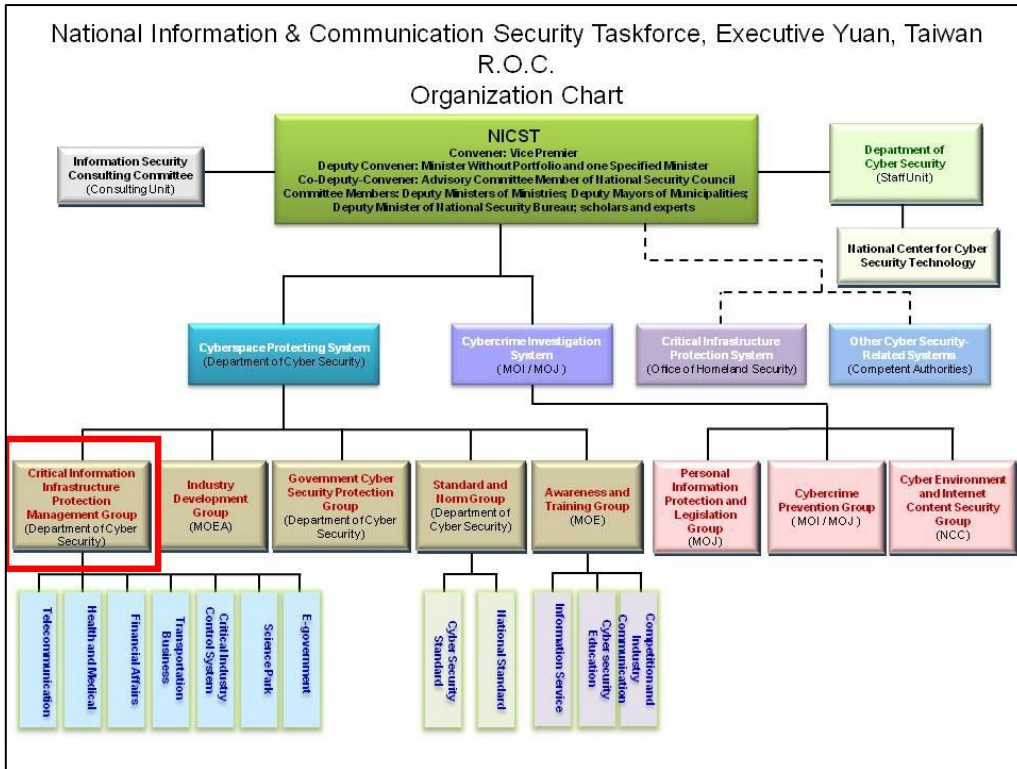 National Information & Communication Security Taskforce, Executive Yuan, Taiwan
R.O.C.
Organization Chart
NICST
Convener: Vice Premier
Deputy Convener: Minister Without Portfolio and one Specified Minister
Co-Deputy-Convener: Advisory Committee Member of National Security Council
Committee Members: Deputy Ministers of Ministries; Deputy Mayors of Municipalities;
Deputy Minister of National Security Bureau; scholars and experts
Information Security
Consulting Committee
(Consulting Unit)
Department of
Cyber Security
(Staff Unit)
National Center for Cyber
Security Technology
Cyberspace Protecting System
(Department of Cyber Security)
Cybercrime Investigation
System
(MOI / MOJ)
Critical Infrastructure
Protection System
(Office of Homeland Security)
Other Cyber Security-
Related Systems
(Competent Authorities)
Critical Information
Infrastructure
Protection
Management Group
(Department of Cyber
Security)
Industry
Development
Group
(MOEA)
Government Cyber
Security Protection
Group
(Department of Cyber
Security)
Standard and
Norm Group
(Department of
Cyber Security)
Awareness and
Training Group
(MOE)
Personal
Information
Protection and
Legislation
Group
(MOJ)
Cybercrime
Prevention Group
(MOI / MOJ)
Cyber Environment
and Internet
Content Security
Group
(NCC)
Telecommunication
Health and Medical
Financial Affairs
Transportation
Business
Critical Industry
Control System
Science Park
E-government
Cyber Security
Standard
National Standard
Information Service
Cyber security
Education
Competition and
Industry
Communication